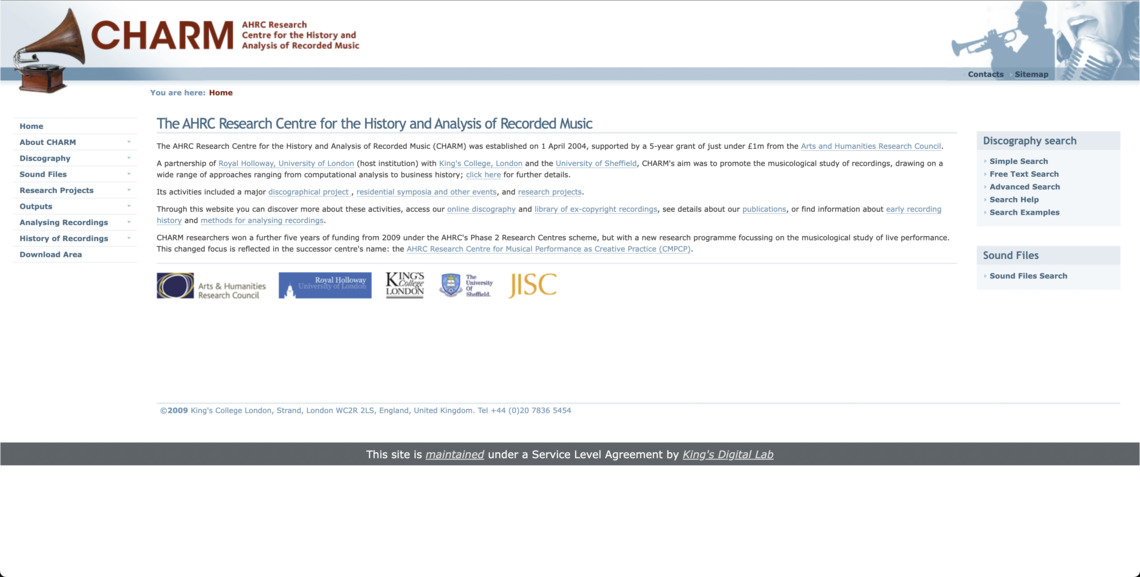 CHARM
AHRC Research
Centre for the History and
Analysis of Recorded Music
Contacts
Sitemap
You are here: Home
Home
About CHARM
Discography
Sound Files
Research Projects
Outputs
Analysing Recordings
History of Recordings
Download Area
The AHRC Research Centre for the History and Analysis of Recorded Music
The AHRC Research Centre for the History and Analysis of Recorded Music (CHARM) was established on 1 April 2004, supported by a 5-year grant of just under £1m from the Arts and Humanities Research Council.
A partnership of Royal Holloway, University of London (host institution) with King's College, London and the University of Sheffield, CHARM's aim was to promote the musicological study of recordings, drawing on a
wide range of approaches ranging from computational analysis to business history; click here for further details.
Its activities included a major discographical project , residential symposia and other events, and research projects.
Through this website you can discover more about these activities, access our online discography and library of ex-copyright recordings, see details about our publications, or find information about early recording
history and methods for analysing recordings.
CHARM researchers won a further five years of funding from 2009 under the AHRC's Phase 2 Research Centres scheme, but with a new research programme focussing on the musicological study of live performance.
This changed focus is reflected in the successor centre's name: the AHRC Research Centre for Musical Performance as Creative Practice (CMPCP).
Arts & Humanities
Research Council
Royal Holloway
University of London
KING'S
College
LONDON
The
University
Of
Sheffield.
JISC
Discography search
Simple Search
Free Text Search
Advanced Search
Search Help
Search Examples
Sound Files
Sound Files Search
©2009 King's College London, Strand, London WC2R 2LS, England, United Kingdom. Tel +44 (0)20 7836 5454
This site is maintained under a Service Level Agreement by King's Digital Lab